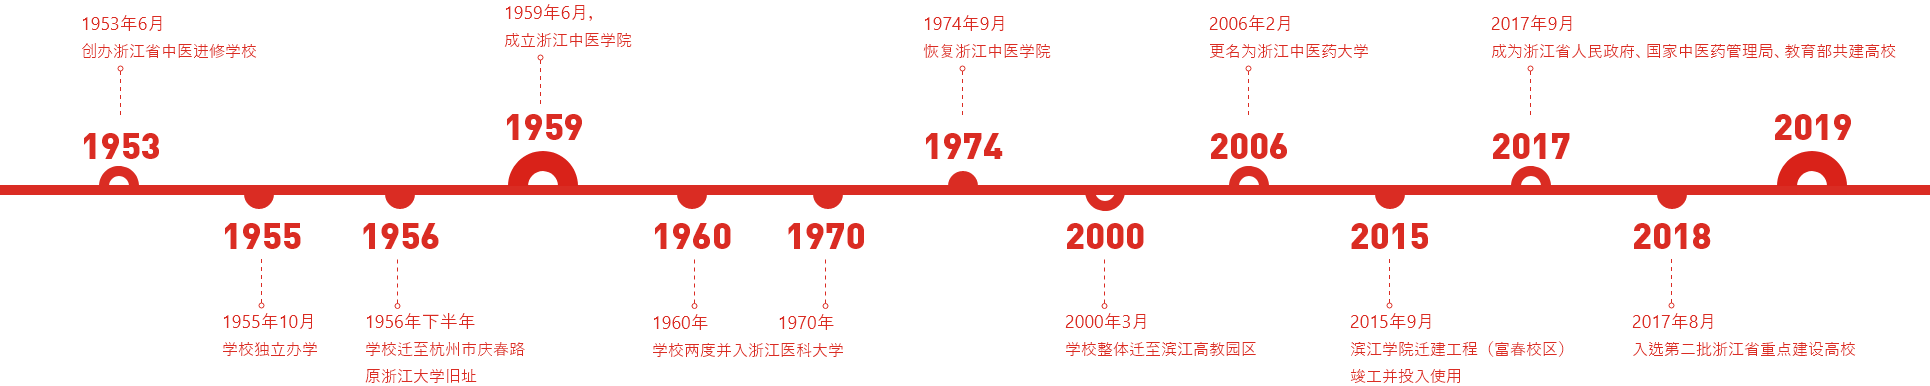 1953年6月
创办浙江省中医进修学校
1953
1955
1955年10月
学校独立办学
1956
1956年下半年
学校迁至杭州市庆春路
原浙江大学旧址
1959年6月,
成立浙江中医学院
1959
1960
1970
1960年 1970年
学校两度并入浙江医科大学
1974年9月
恢复浙江中医学院
1974
2000
2000年3月
学校整体迁至滨江高教园区
2006年2月
更名为浙江中医药大学
2006
2015
2015年9月
滨江学院迁建工程（富春校区）
竣工并投入使用
2017年9月
成为浙江省人民政府、国家中医药管理局、教育部共建高校
2017
2018
2017年8月
入选第二批浙江省重点建设高校
2019